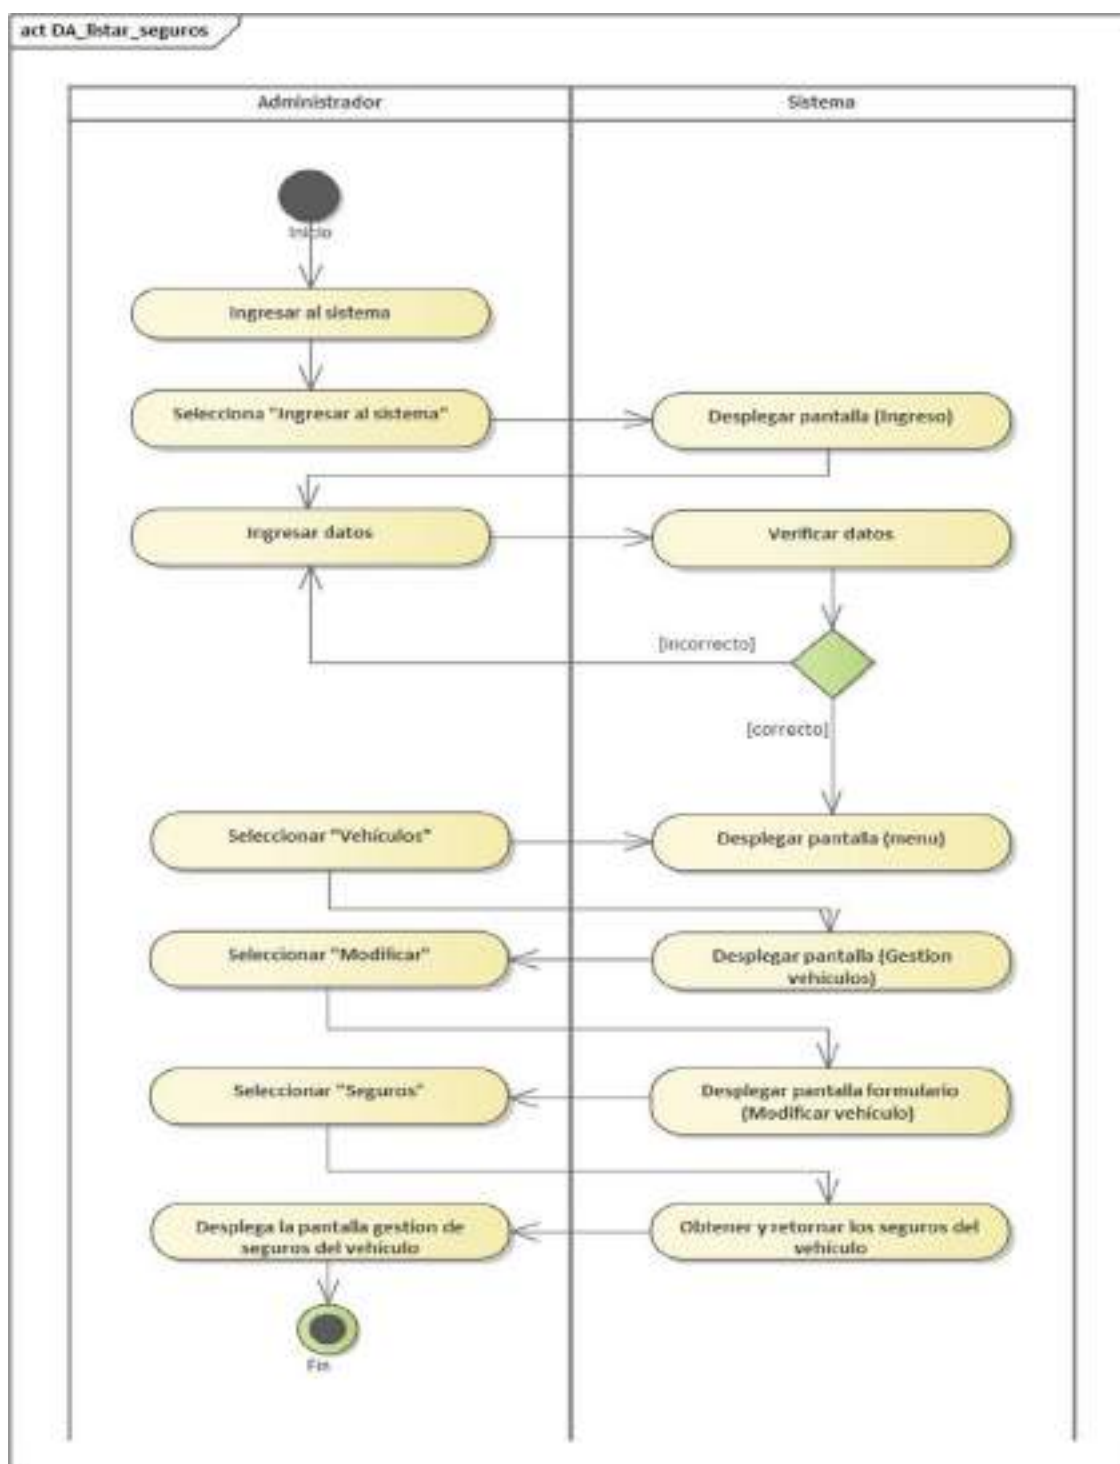 act DA_listar_seguros
Administrador
Sistema
Inicio
Ingresar al sistema
Selecciona "Ingresar al sistema"
Desplegar pantalla (Ingreso)
Ingresar datos
Verificar datos
[incorrecto]
[correcto]
Seleccionar "Vehículos"
Desplegar pantalla (menu)
Seleccionar "Modificar"
Desplegar pantalla (Gestion
vehiculos)
Seleccionar "Seguros"
Desplegar pantalla formulario
(Modificar vehículo)
Desplega la pantalla gestion de
seguros del vehículo
Obtener y retornar los seguros del
vehículo
Fin